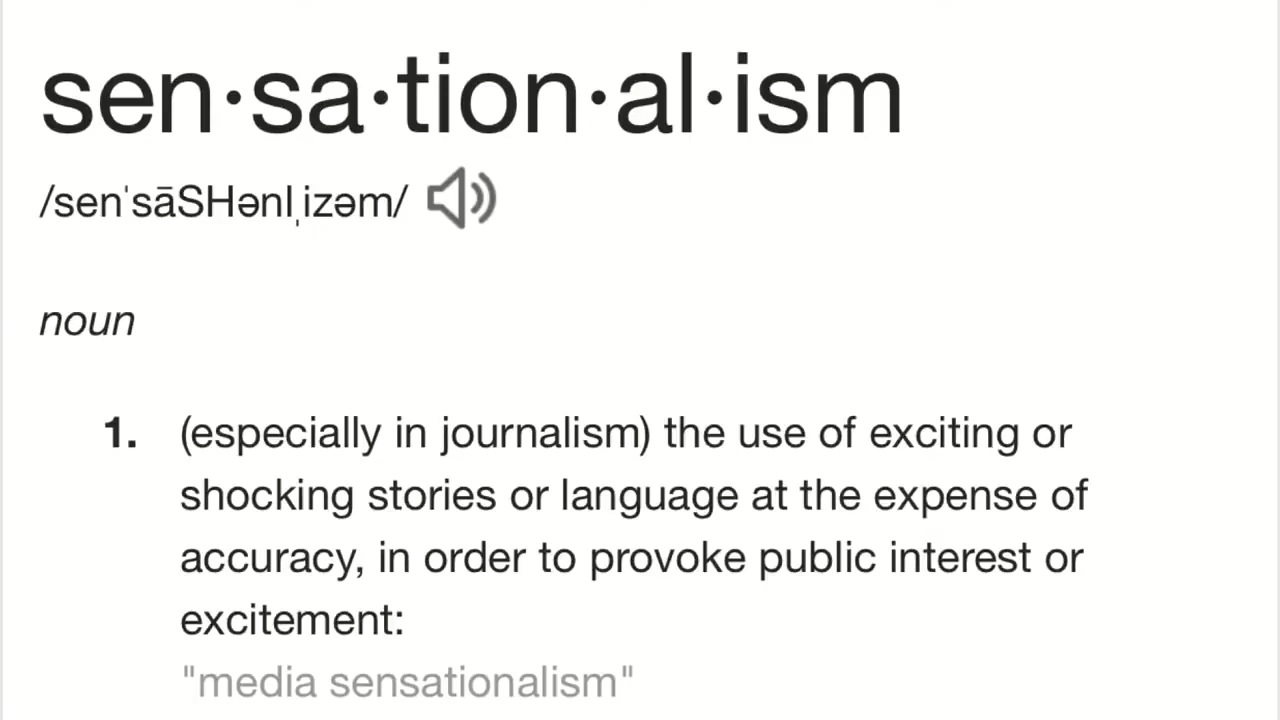 sen·sa·tion·al·ism
/senˈsāSHənlˌizəm/
noun
1. (especially in journalism) the use of exciting or
shocking stories or language at the expense of
accuracy, in order to provoke public interest or
excitement:
"media sensationalism"